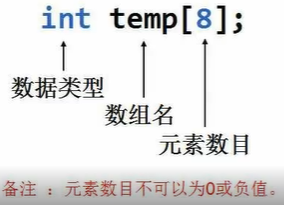 int temp[8];
数据类型
数组名
元素数目
备注 ：元素数目不可以为0或负值。